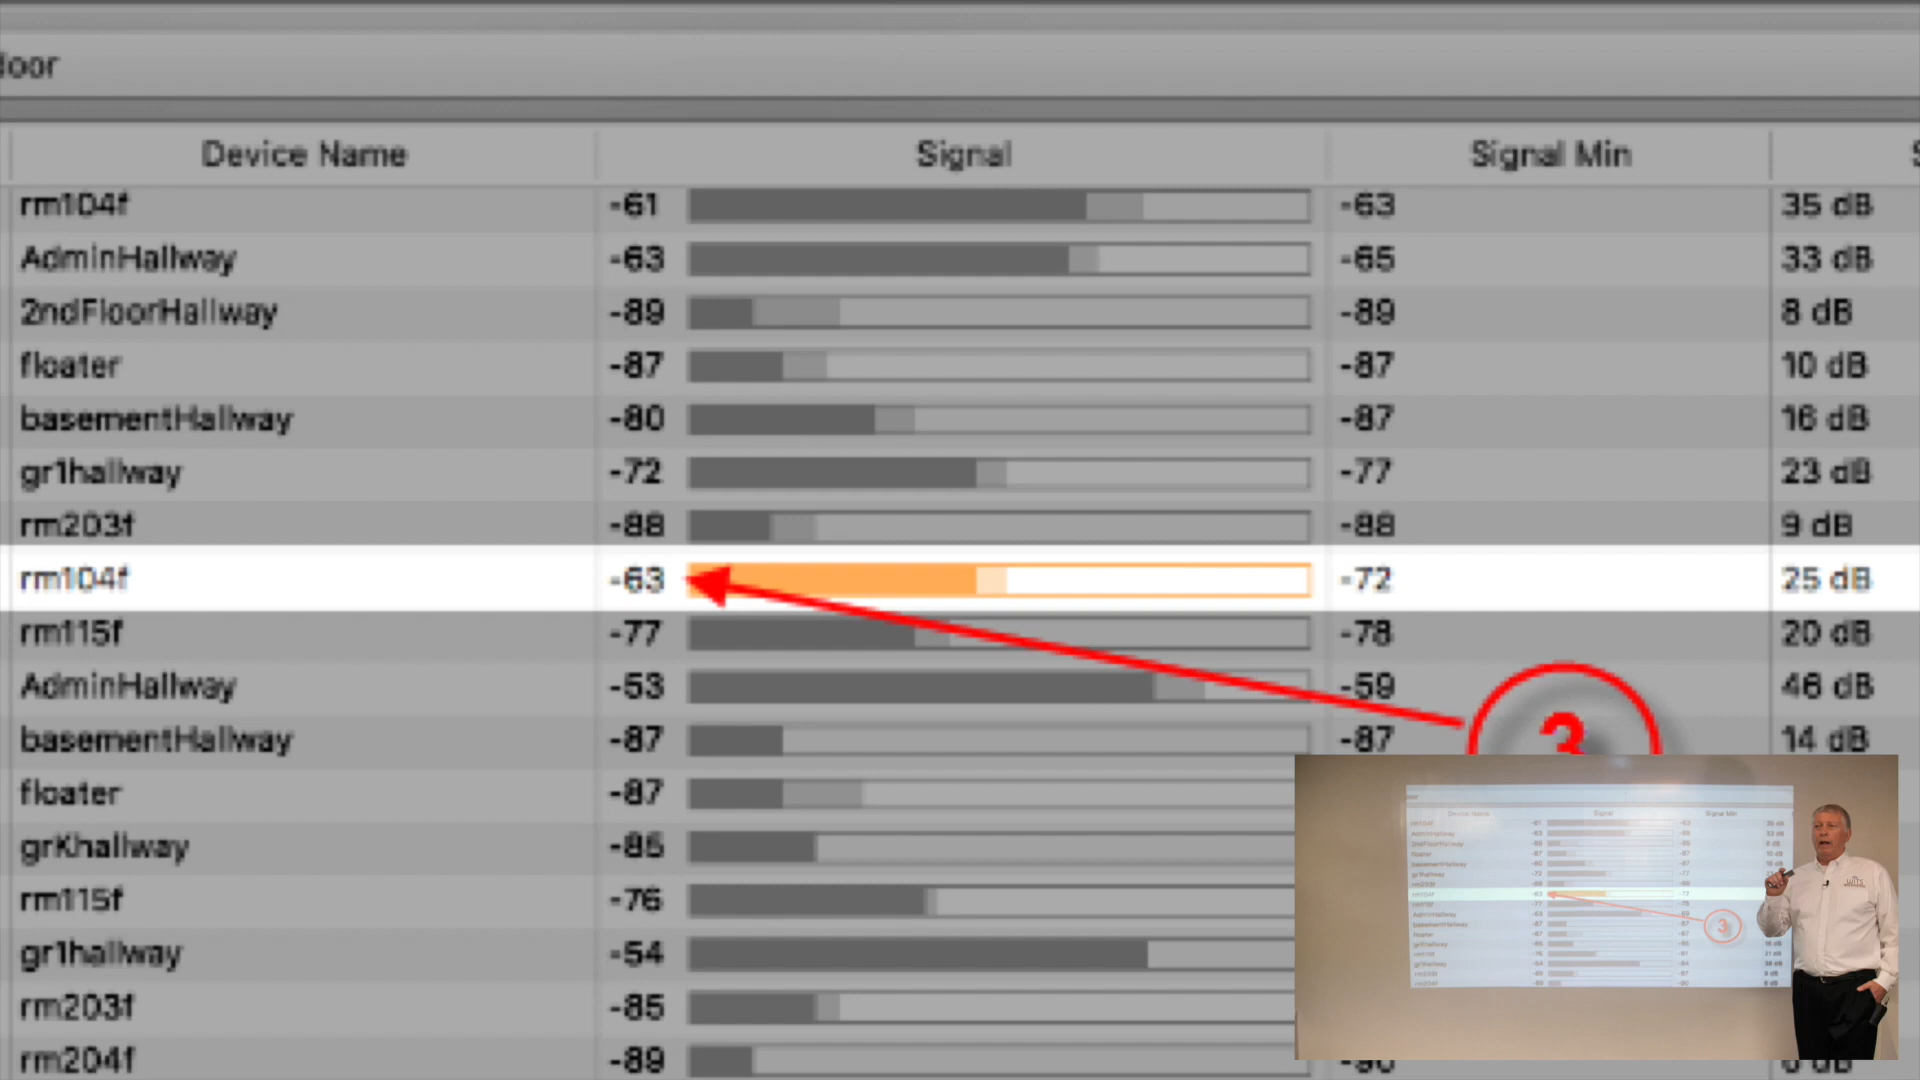 loor
Device Name Signal Signal Min S
rm104f -61 -63 35 dB
AdminHallway -63 -65 33 dB
2ndFloorHallway -89 -89 8 dB
floater -87 -87 10 dB
basementHallway -80 -87 16 dB
gr1hallway -72 -77 23 dB
rm203f -88 -88 9 dB
rm104f -63 -72 25 dB
rm115f -77 -78 20 dB
AdminHallway -53 -59 46 dB
3
basementHallway -87 -87 14 dB
floater -87
grKhallway -85
rm115f -76
gr1hallway -54
rm203f -85
rm204f -89 -90